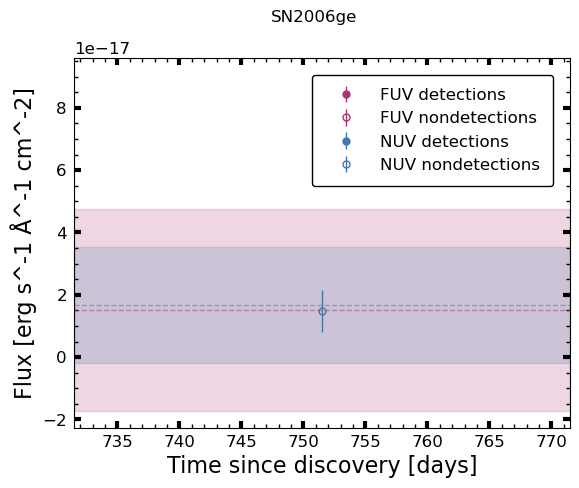 SN2006ge
1e−17
FUV detections
FUV nondetections
NUV detections
NUV nondetections
8
6
4
2
0
−2
Flux [erg s^-1 Å^-1 cm^-2]
735 740 745 750 755 760 765 770
Time since discovery [days]